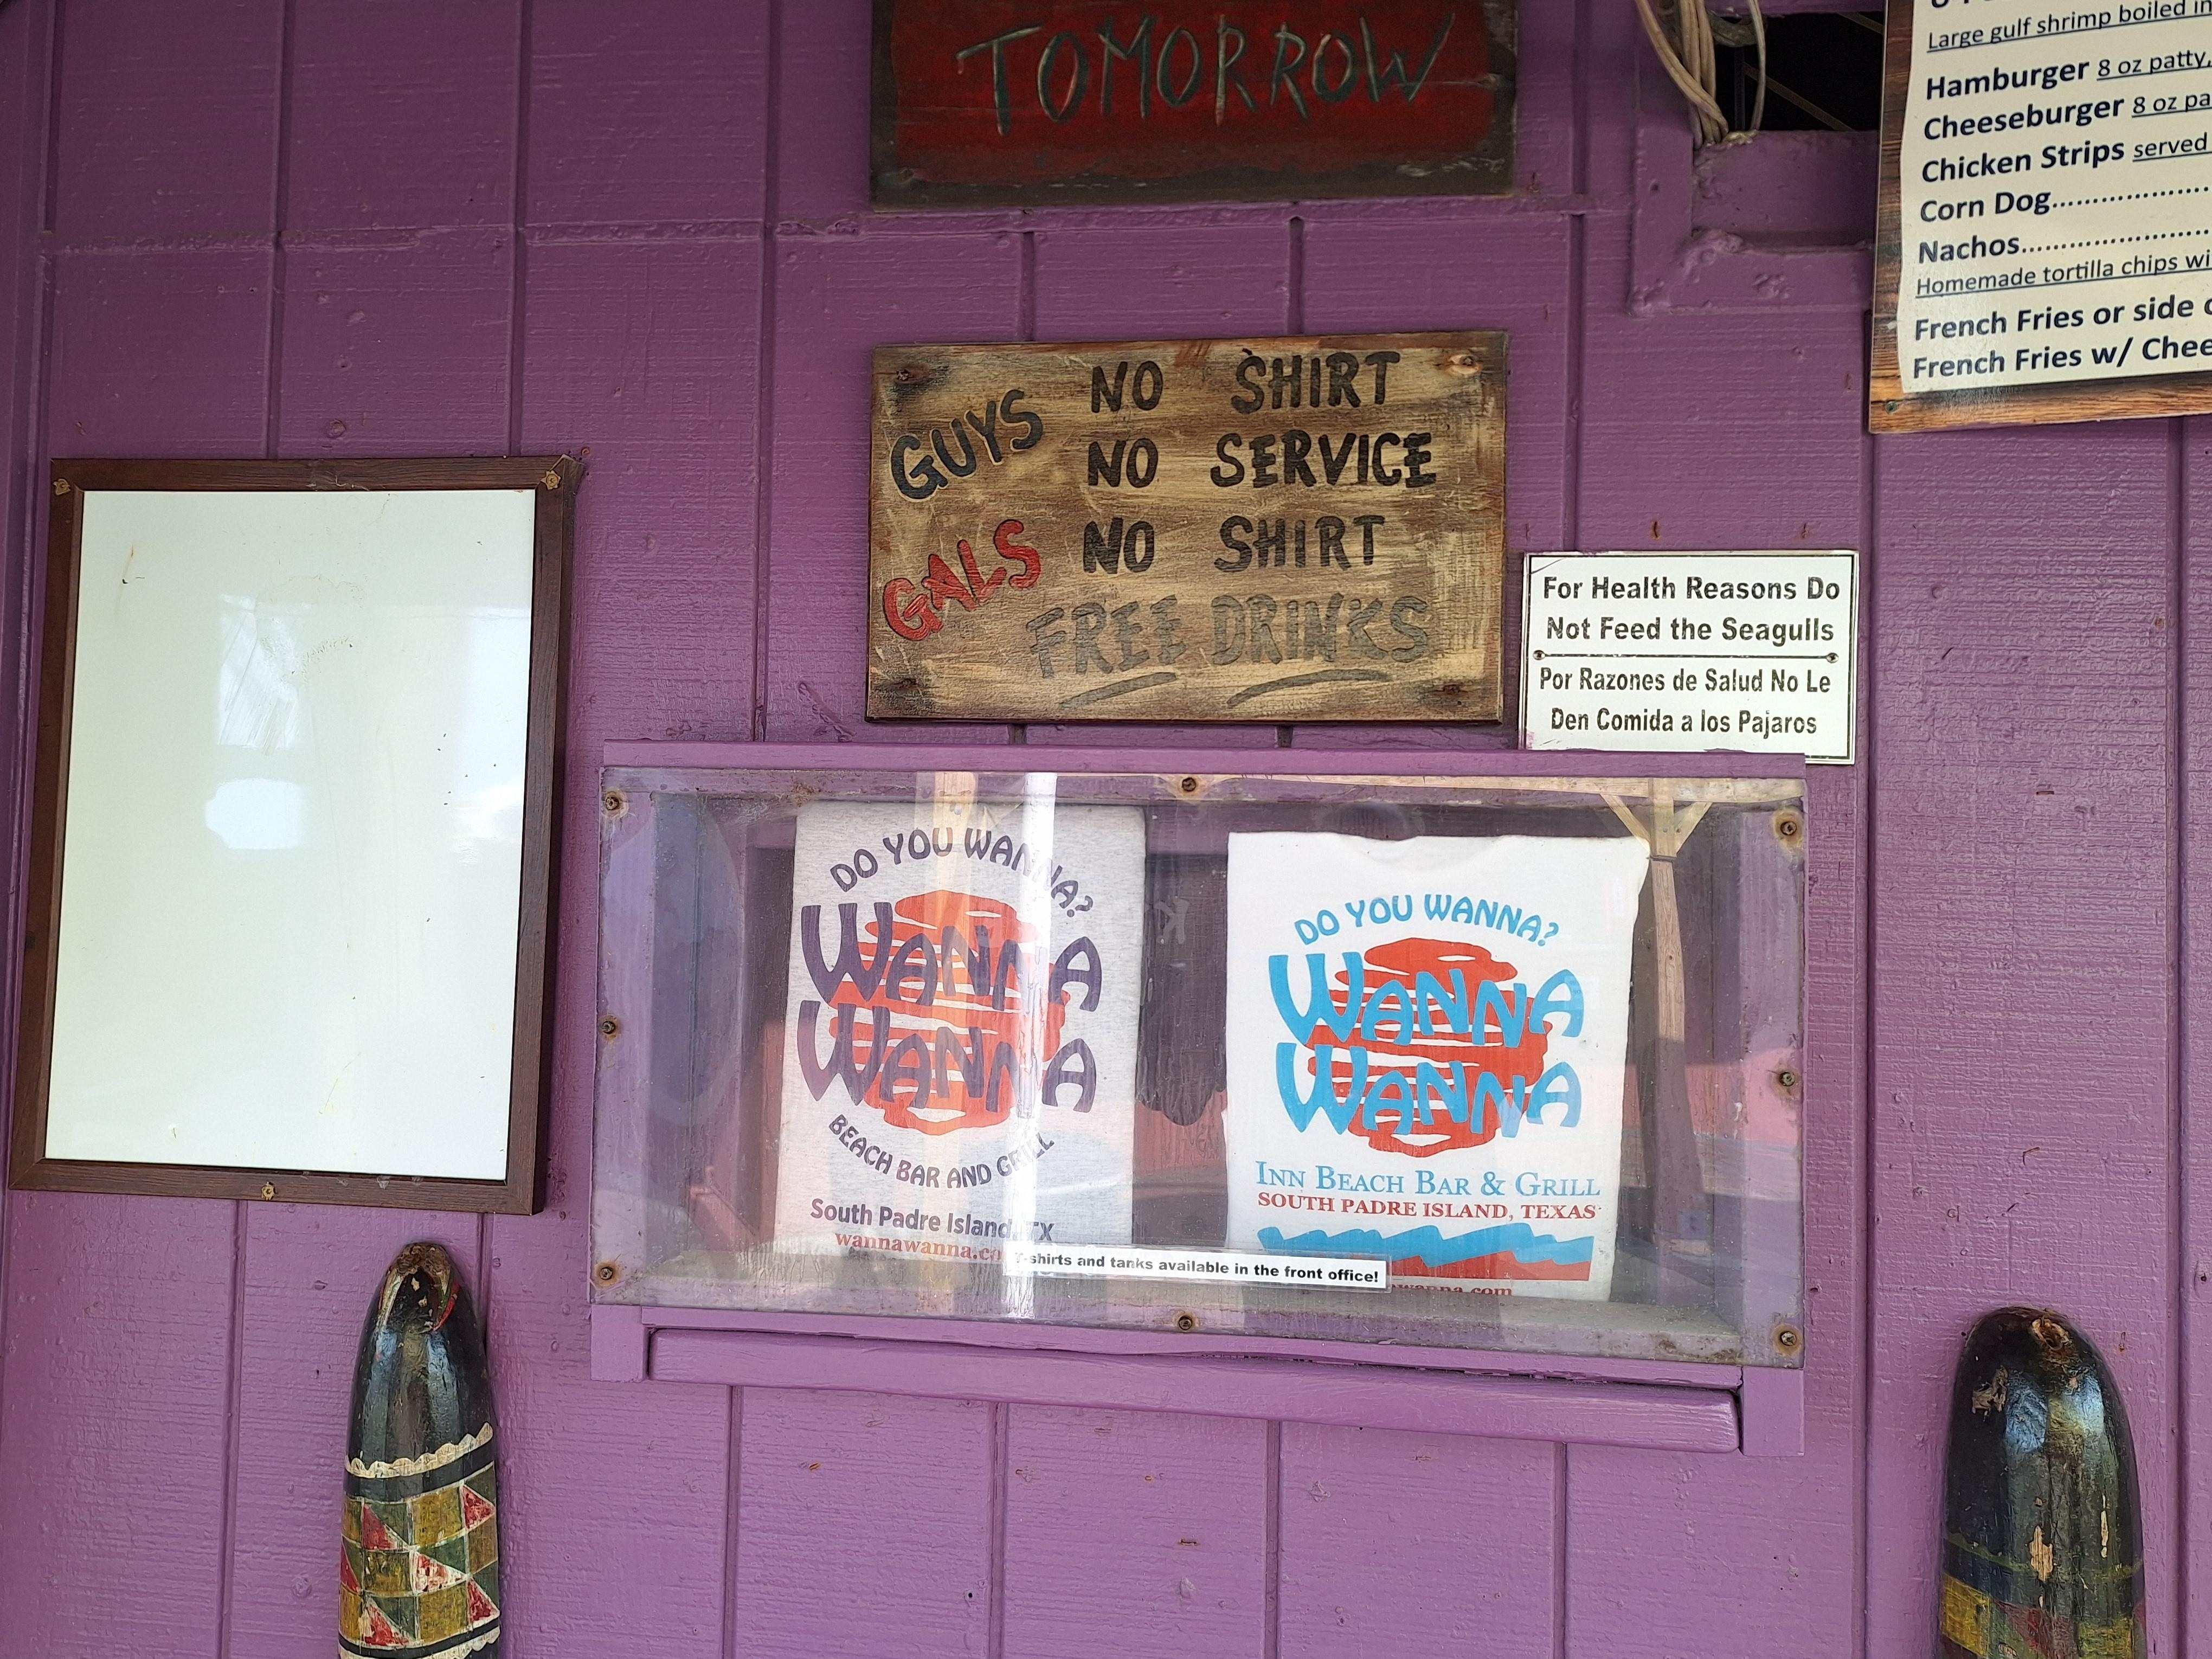 TOMORROW
Large gulf shrimp boiled in
Hamburger 8 oz patty,
Cheeseburger 8 oz pa
Chicken Strips served
Corn Dog....................
Nachos........................
Homemade tortilla chips wi
French Fries or side
French Fries w/ Chee
GUYS NO SHIRT
NO SERVICE
GALS NO SHIRT
FREE DRINKS
For Health Reasons Do
Not Feed the Seagulls
Por Razones de Salud No Le
Den Comida a los Pajaros
DO YOU WANNA?
WANNA
WANNA
BEACH BAR AND GRILL
South Padre Island, TX
wannawanna.co
DO YOU WANNA?
WANNA
WANNA
INN BEACH BAR & GRILL
SOUTH PADRE ISLAND, TEXAS
wanna.com
T-shirts and tanks available in the front office!